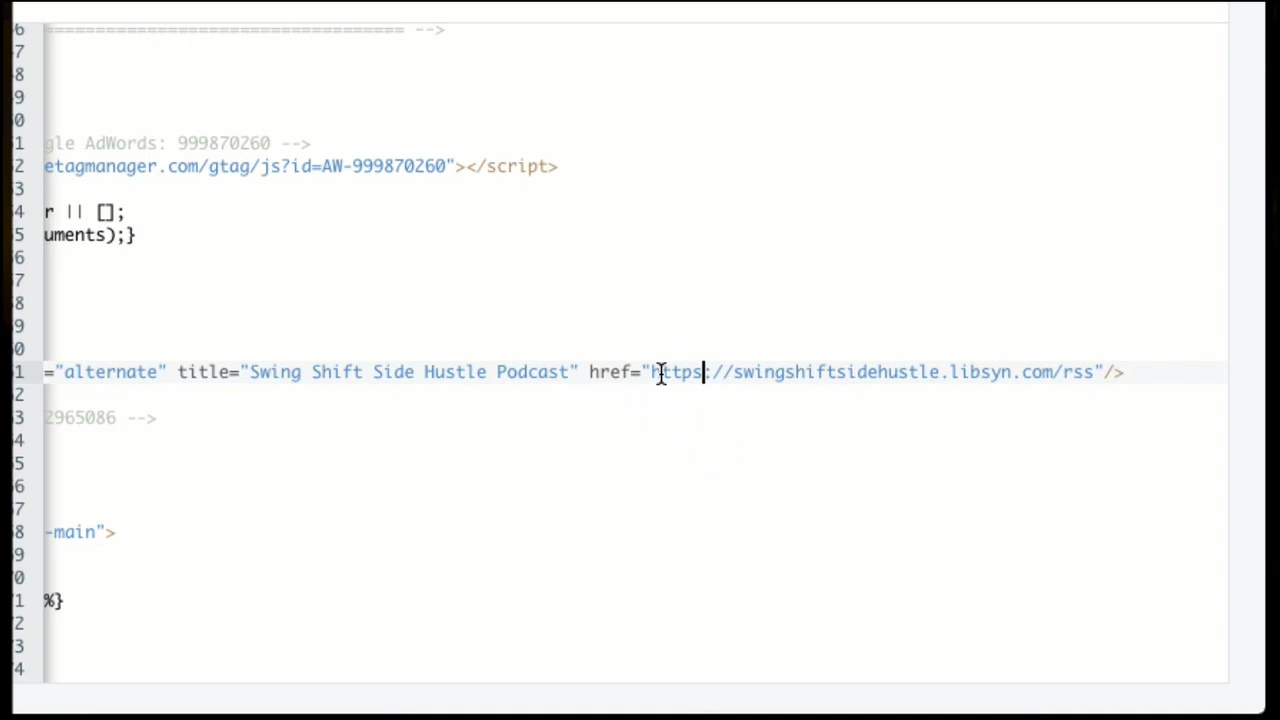 6 =================================== -->
7
8
9
0
1 gle AdWords: 999870260 -->
2 etagmanager.com/gtag/js?id=AW-999870260"></script>
3
4 r || [];
5 uments);}
6
7
8
9
0
1 ="alternate" title="Swing Shift Side Hustle Podcast" href="https://swingshiftsidehustle.libsyn.com/rss"/>
2
3 2965086 -->
4
5
6
7
8 -main">
9
0
1 %}
2
3
4